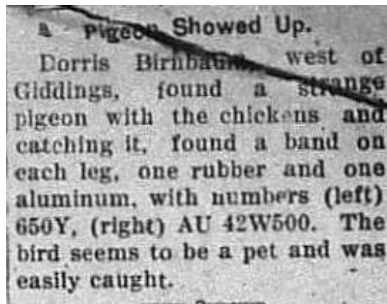 a Pigeon Showed Up.
Dorris Birnbaum, west of
Giddings, found a strange
pigeon with the chickens and
catching it, found a band on
each leg, one rubber and one
aluminum, with numbers (left)
650Y, (right) AU 42W500. The
bird seems to be a pet and was
easily caught.